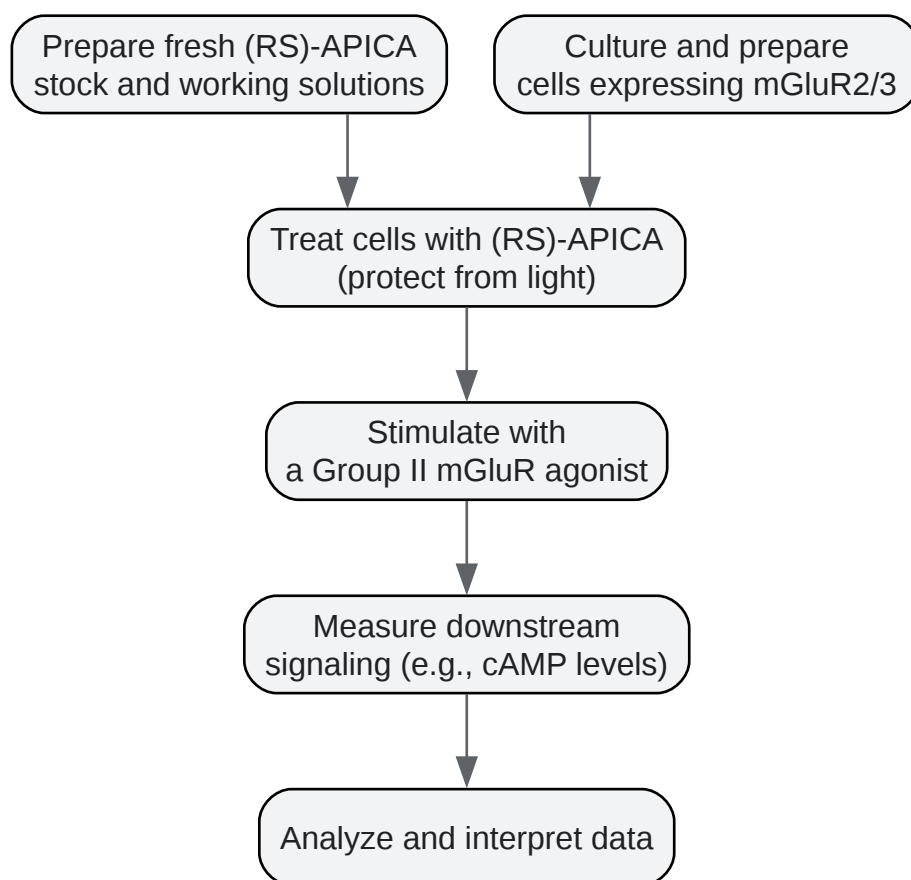 Prepare fresh (RS)-APICA
stock and working solutions
Culture and prepare
cells expressing mGluR2/3
Treat cells with (RS)-APICA
(protect from light)
Stimulate with
a Group II mGluR agonist
Measure downstream
signaling (e.g., cAMP levels)
Analyze and interpret data